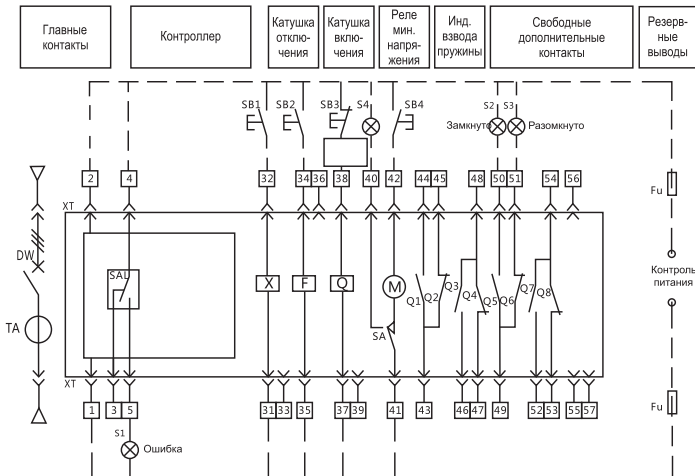 Главные
контакты
Контроллер
Катушка
отключе-
ния
Катушка
вклю-
чения
Реле
мин.
напря-
жения
Инд.
взвода
пружины
Свободные
дополнительные
контакты
Резерв-
ные
выводы
SB1
SB2
SB3
S4
SB4
S2
S3
Замкнуто
Разомкнуто
2
4
32
34
36
38
40
42
44
45
48
50
51
54
56
Fu
XT
DW
SAL
X
F
Q
M
Q1
Q2
Q3
Q4
Q5
Q6
Q7
Q8
Контроль
питания
TA
SA
XT
1
3
5
31
33
35
37
39
41
43
46
47
49
52
53
55
57
Fu
S1
Ошибка